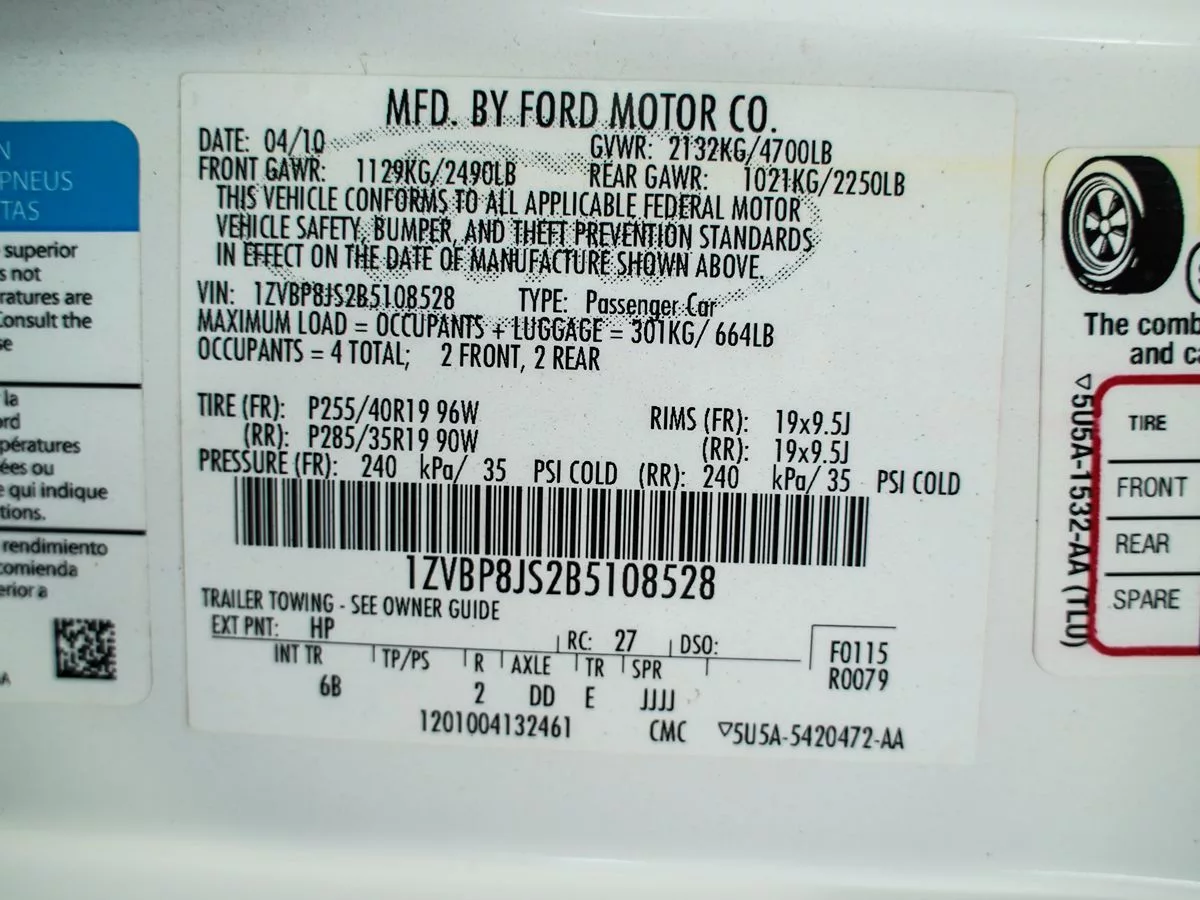 N
PNEUS
TAS
superior
s not
ratures are
Consult the
se
la
ord
pératures
ées ou
e qui indique
tions.
rendimiento
comienda
erior a
MFD. BY FORD MOTOR CO.
DATE: 04/10 GVWR: 2132KG/4700LB
FRONT GAWR: 1129KG/2490LB REAR GAWR: 1021KG/2250LB
THIS VEHICLE CONFORMS TO ALL APPLICABLE FEDERAL MOTOR
VEHICLE SAFETY, BUMPER, AND THEFT PREVENTION STANDARDS
IN EFFECT ON THE DATE OF MANUFACTURE SHOWN ABOVE.
VIN: 1ZVBP8JS2B5108528 TYPE: Passenger Car
MAXIMUM LOAD = OCCUPANTS + LUGGAGE = 301KG/ 664LB
OCCUPANTS = 4 TOTAL; 2 FRONT, 2 REAR
TIRE (FR): P255/40R19 96W RIMS (FR): 19x9.5J
(RR): P285/35R19 90W (RR): 19x9.5J
PRESSURE (FR): 240 kPa/ 35 PSI COLD (RR): 240 kPa/ 35 PSI COLD
1ZVBP8JS2B5108528
TRAILER TOWING - SEE OWNER GUIDE
EXT PNT: HP RC: 27 DSO: F0115
INT TR TP/PS R AXLE TR SPR R0079
6B 2 DD E JJJJ
1201004132461 CMC ▽5U5A-5420472-AA
The comb
and ca
▽5U5A-1532-AA (TLU)
TIRE
FRONT
REAR
SPARE